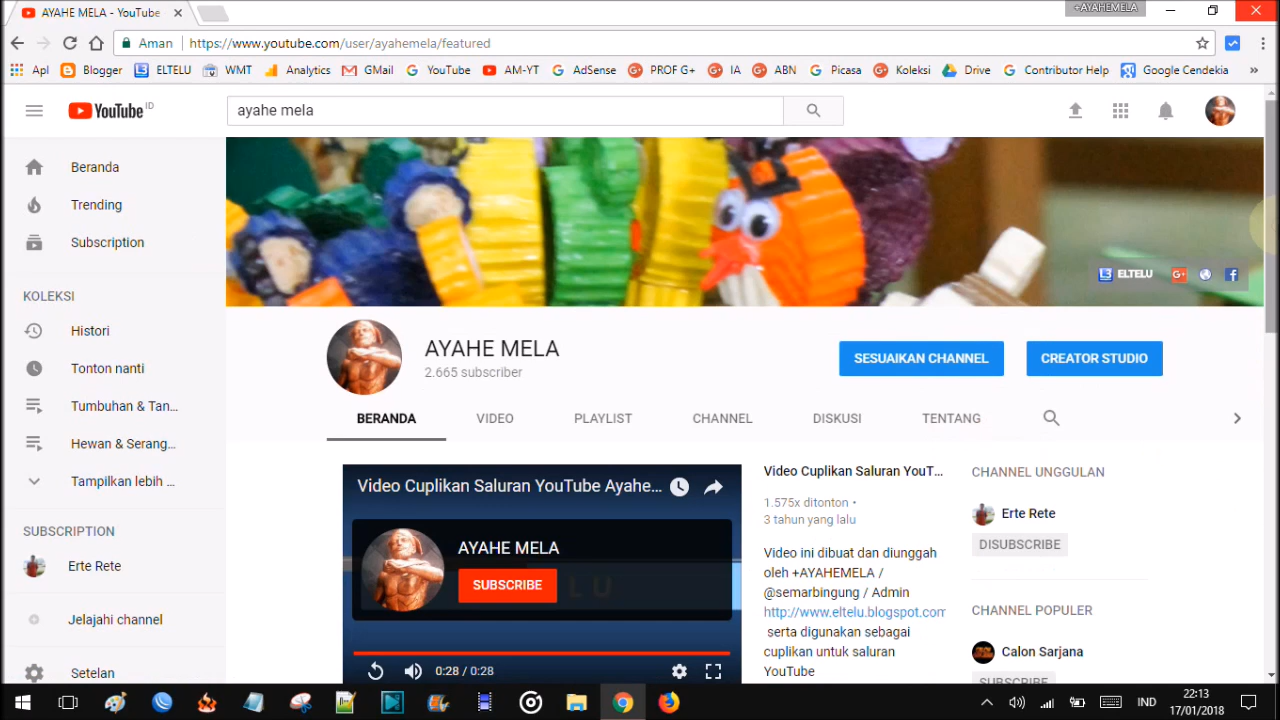 AYAHE MELA - YouTube
+AYAHEMELA
Aman
https://www.youtube.com/user/ayahemela/featured
Apl Blogger ELTELU WMT Analytics GMail YouTube AM-YT AdSense PROF G+ IA ABN Picasa Koleksi Drive Contributor Help Google Cendekia »
YouTube ID
ayahe mela
Beranda
Trending
Subscription
KOLEKSI
Histori
Tonton nanti
Tumbuhan & Tan...
Hewan & Serang...
Tampilkan lebih ...
SUBSCRIPTION
Erte Rete
Jelajahi channel
Setelan
ELTELU
AYAHE MELA
2.665 subscriber
SESUAIKAN CHANNEL
CREATOR STUDIO
BERANDA VIDEO PLAYLIST CHANNEL DISKUSI TENTANG
Video Cuplikan Saluran YouTube Ayahe...
AYAHE MELA
SUBSCRIBE
L U
0:28 / 0:28
Video Cuplikan Saluran YouT...
1.575x ditonton •
3 tahun yang lalu
Video ini dibuat dan diunggah
oleh +AYAHEMELA /
@semarbingung / Admin
http://www.eltelu.blogspot.com
serta digunakan sebagai
cuplikan untuk saluran
YouTube
CHANNEL UNGGULAN
Erte Rete
DISUBSCRIBE
CHANNEL POPULER
Calon Sarjana
SUBSCRIBE
IND
22:13
17/01/2018